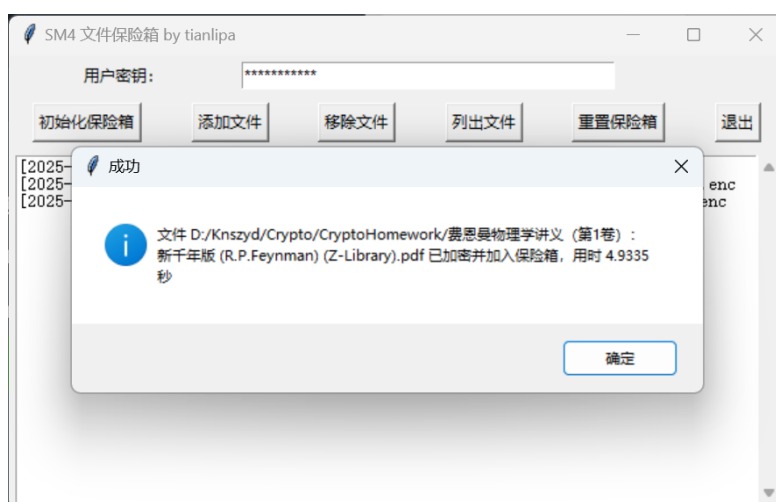 SM4 文件保险箱 by tianlipa
用户密钥: ***********
初始化保险箱 添加文件 移除文件 列出文件 重置保险箱 退出
[2025-
[2025- enc
[2025- enc
成功
文件 D:/Knszyd/Crypto/CryptoHomework/费恩曼物理学讲义（第1卷）:
新千年版 (R.P.Feynman) (Z-Library).pdf 已加密并加入保险箱，用时 4.9335
秒
确定